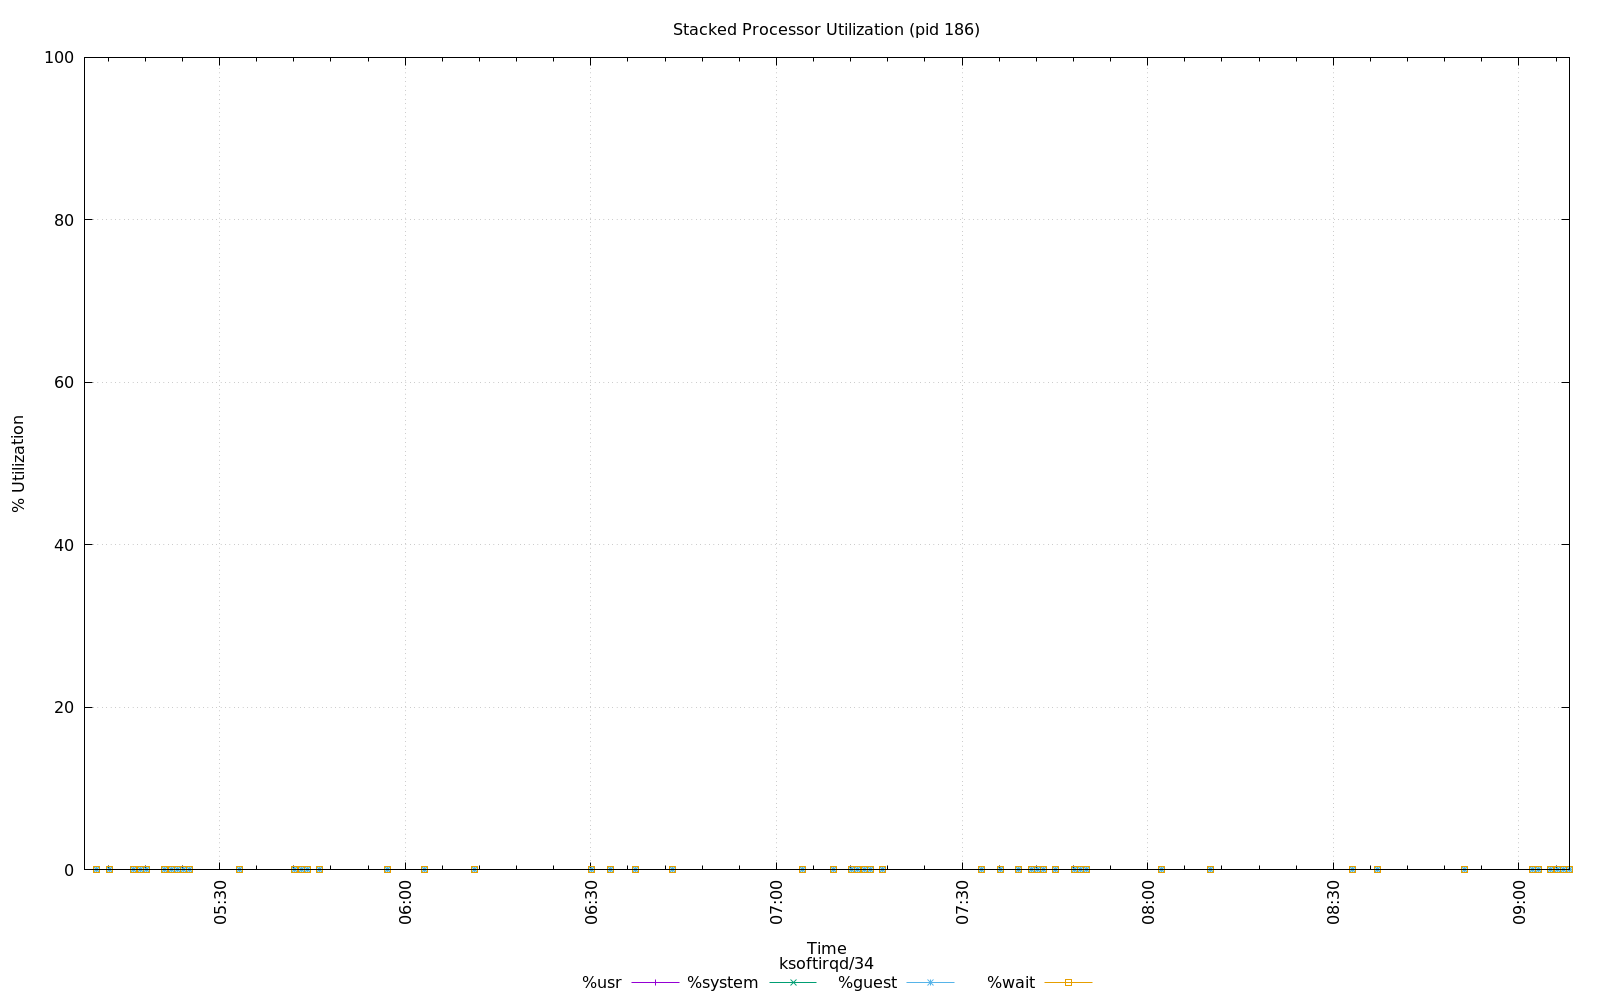 Stacked Processor Utilization (pid 186)
100
80
60
40
20
0
% Utilization
05:30 06:00 06:30 07:00 07:30 08:00 08:30 09:00
Time
ksoftirqd/34
%usr %system %guest %wait